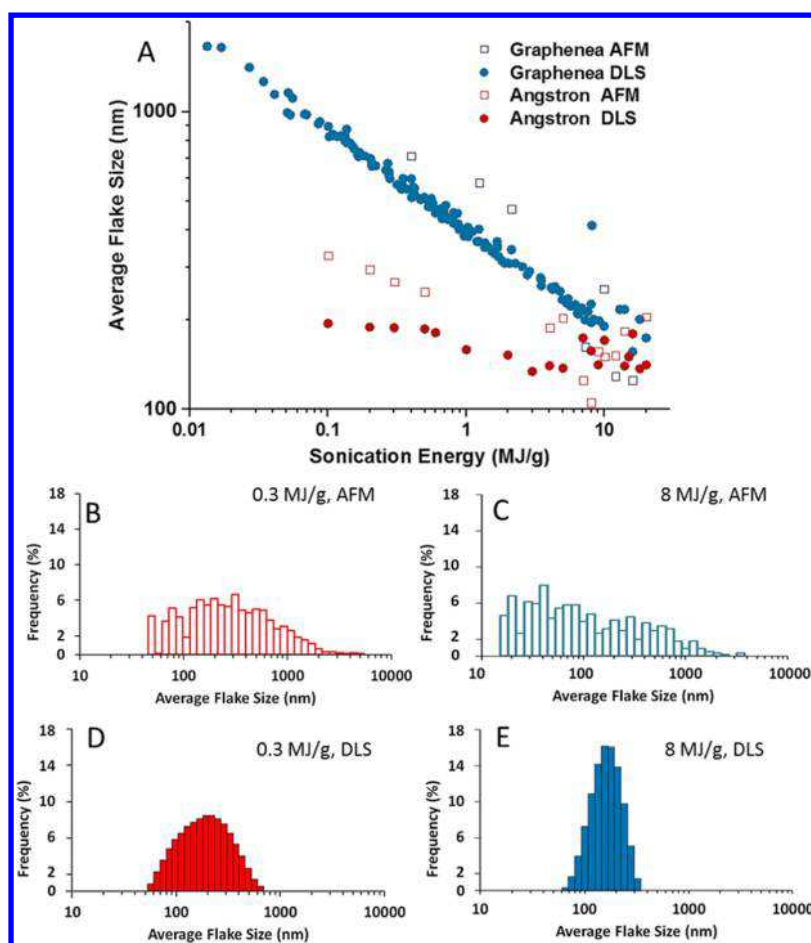 A
Graphenea AFM
Graphenea DLS
Angstron AFM
Angstron DLS
1000
100
Average Flake Size (nm)
0.01 0.1 1 10
Sonication Energy (MJ/g)
B
0.3 MJ/g, AFM
18
14
10
6
2
0
Frequency (%)
10 100 1000 10000
Average Flake Size (nm)
C
8 MJ/g, AFM
18
14
10
6
2
0
Frequency (%)
10 100 1000 10000
Average Flake Size (nm)
D
0.3 MJ/g, DLS
18
14
10
6
2
0
Frequency (%)
10 100 1000 10000
Average Flake Size (nm)
E
8 MJ/g, DLS
18
14
10
6
2
0
Frequency (%)
10 100 1000 10000
Average Flake Size (nm)